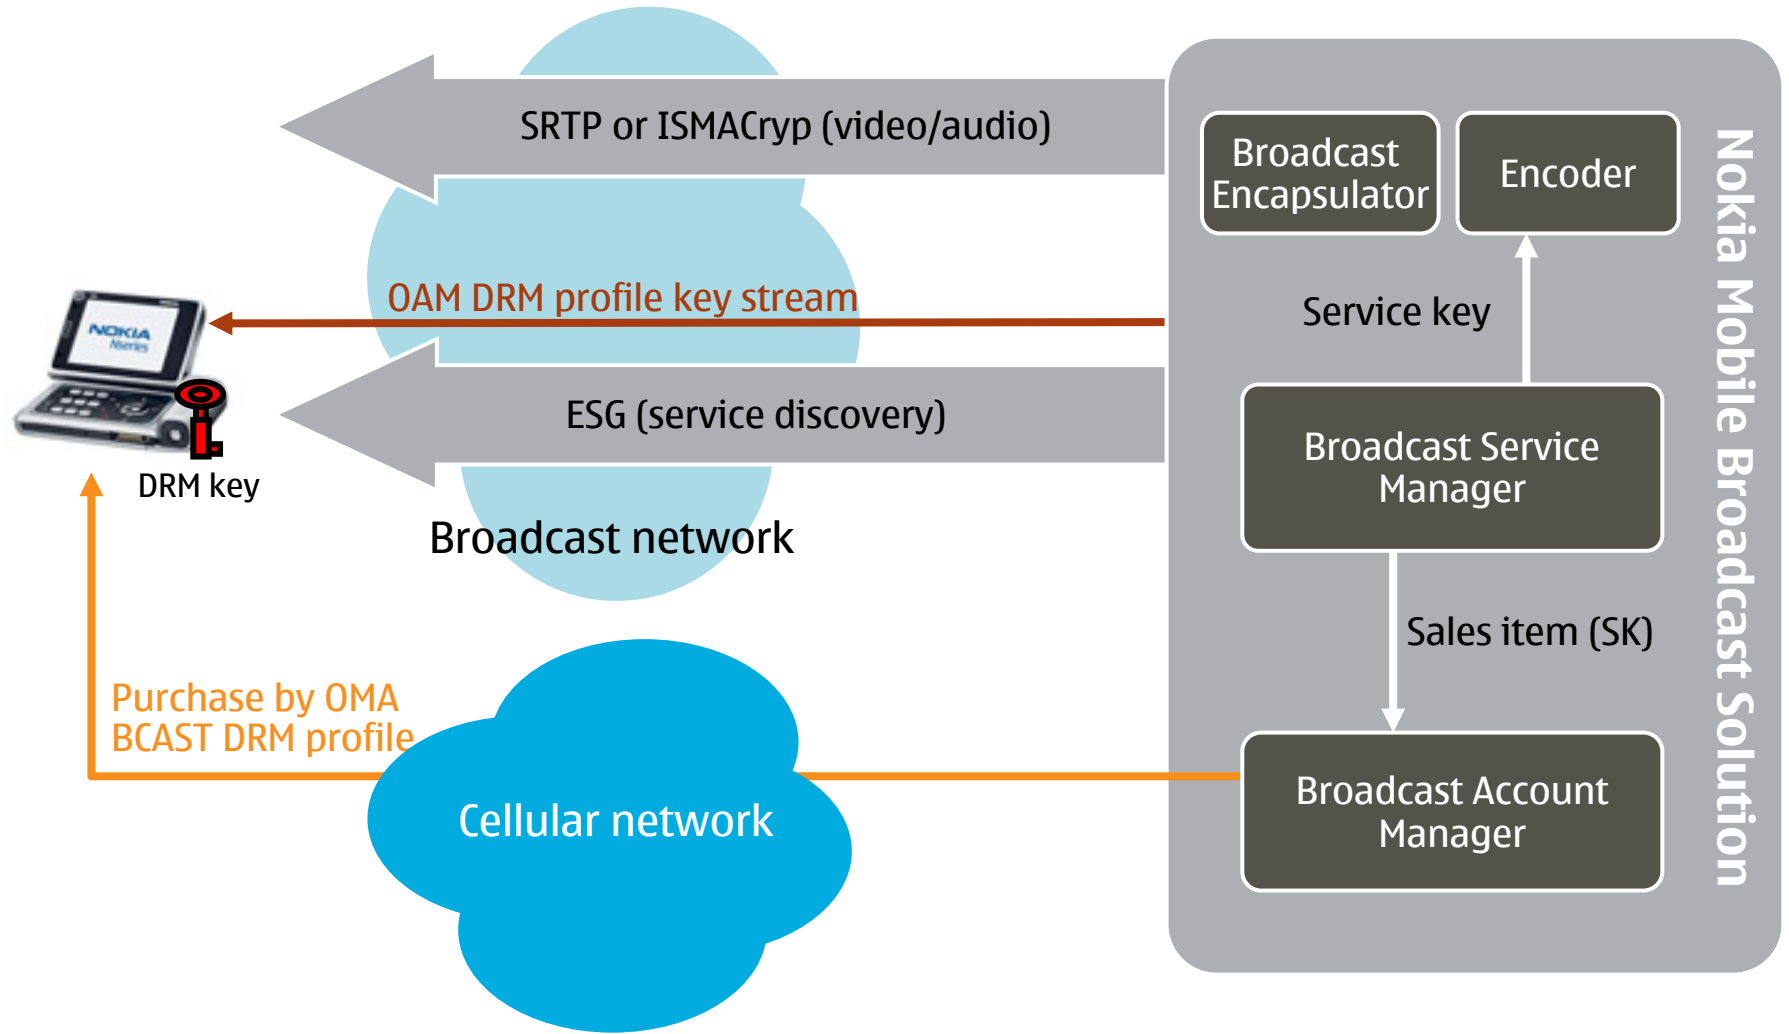 SRTP or ISMACryp (video/audio)
Broadcast
Encapsulator
Encoder
OAM DRM profile key stream
Service key
NOKIA
Nseries
ESG (service discovery)
DRM key
Broadcast Service
Manager
Broadcast network
Sales item (SK)
Purchase by OMA
BCAST DRM profile
Cellular network
Broadcast Account
Manager
Nokia Mobile Broadcast Solution